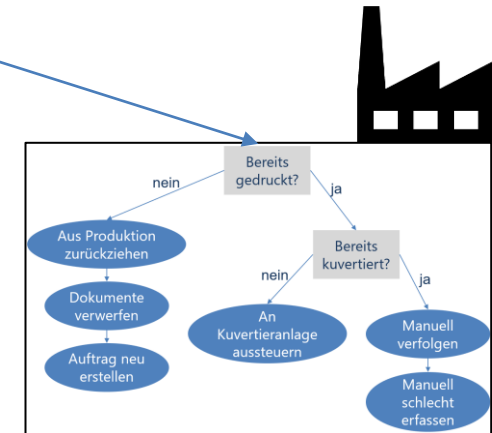 Bereits
gedruckt?
nein
ja
Aus Produktion
zurückziehen
Bereits
kuvertiert?
nein
ja
Dokumente
verwerfen
An
Kuvertieranlage
aussteuern
Manuell
verfolgen
Auftrag neu
erstellen
Manuell
schlecht
erfassen